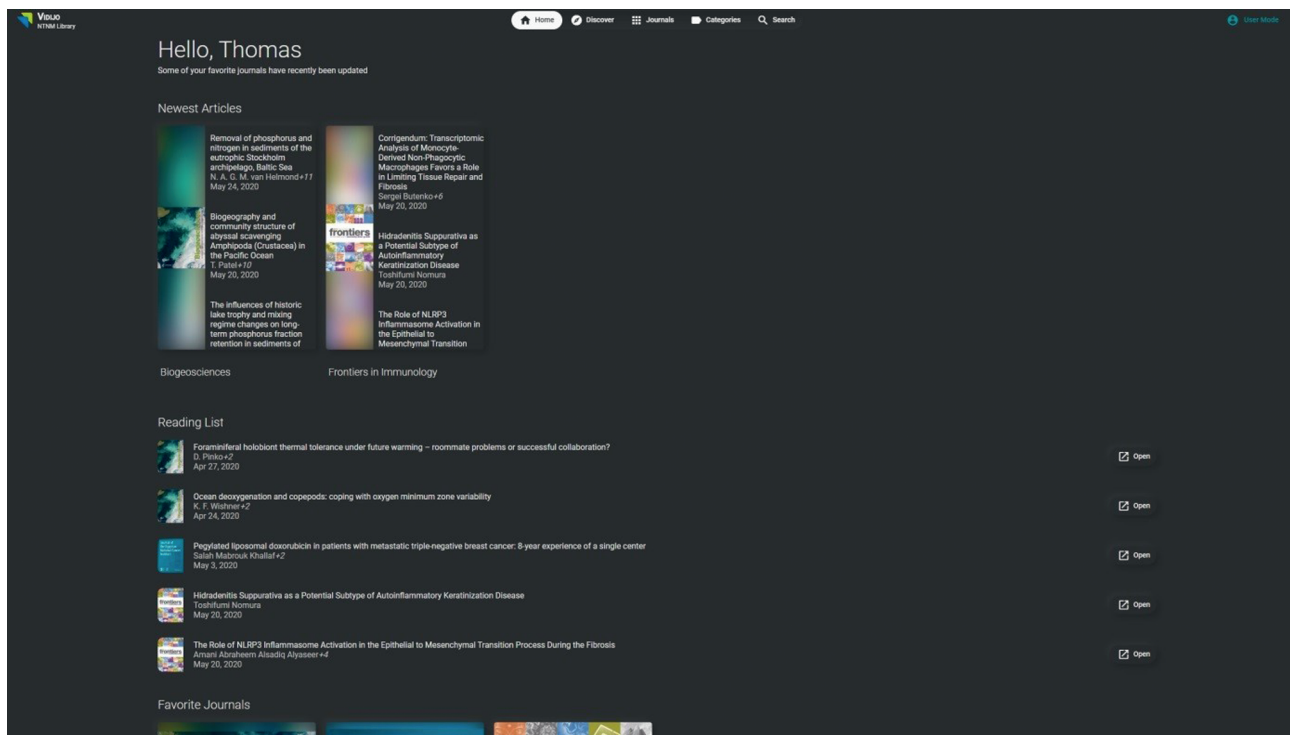 VIDIJO
NTNM Library
Home
Discover
Journals
Categories
Search
User Mode
Hello, Thomas
Some of your favorite journals have recently been updated
Newest Articles
Removal of phosphorus and
nitrogen in sediments of the
eutrophic Stockholm
archipelago, Baltic Sea
N. A. G. M. van Helmond+11
May 24, 2020
Biogeography and
community structure of
abyssal scavenging
Amphipoda (Crustacea) in
the Pacific Ocean
T. Patel+10
May 20, 2020
The influences of historic
lake trophy and mixing
regime changes on long-
term phosphorus fraction
retention in sediments of
Biogeosciences
Corrigendum: Transcriptomic
Analysis of Monocyte-
Derived Non-Phagocytic
Macrophages Favors a Role
in Limiting Tissue Repair and
Fibrosis
Sergei Butenko+6
May 20, 2020
frontiers
Hidradenitis Suppurativa as
a Potential Subtype of
Autoinflammatory
Keratinization Disease
Toshifumi Nomura
May 20, 2020
The Role of NLRP3
Inflammasome Activation in
the Epithelial to
Mesenchymal Transition
Frontiers in Immunology
Reading List
Foraminiferal holobiont thermal tolerance under future warming – roommate problems or successful collaboration?
D. Pinko+2
Apr 27, 2020
Open
Ocean deoxygenation and copepods: coping with oxygen minimum zone variability
K. F. Wishner+2
Apr 24, 2020
Open
Pegylated liposomal doxorubicin in patients with metastatic triple-negative breast cancer: 8-year experience of a single center
Salah Mabrouk Khallaf+2
May 3, 2020
Open
Hidradenitis Suppurativa as a Potential Subtype of Autoinflammatory Keratinization Disease
Toshifumi Nomura
May 20, 2020
Open
frontiers
The Role of NLRP3 Inflammasome Activation in the Epithelial to Mesenchymal Transition Process During the Fibrosis
Amani Abraheem Alsadiq Alyaseer+4
May 20, 2020
Open
frontiers
Favorite Journals